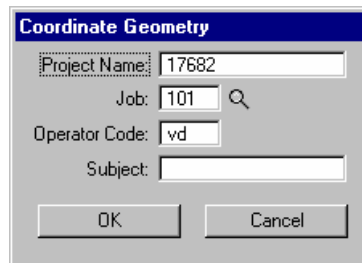 Coordinate Geometry
Project Name: 17682
Job: 101
Operator Code: vd
Subject:
OK Cancel